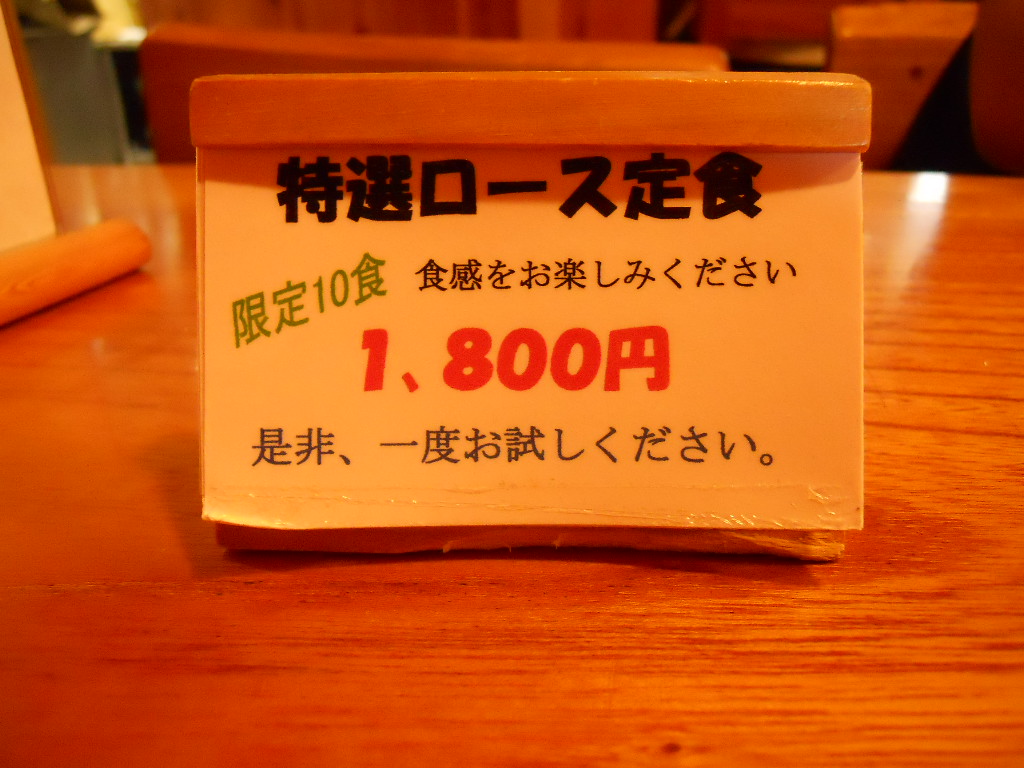 特選ロース定食
限定10食
食感をお楽しみください
1、800円
是非、一度お試しください。